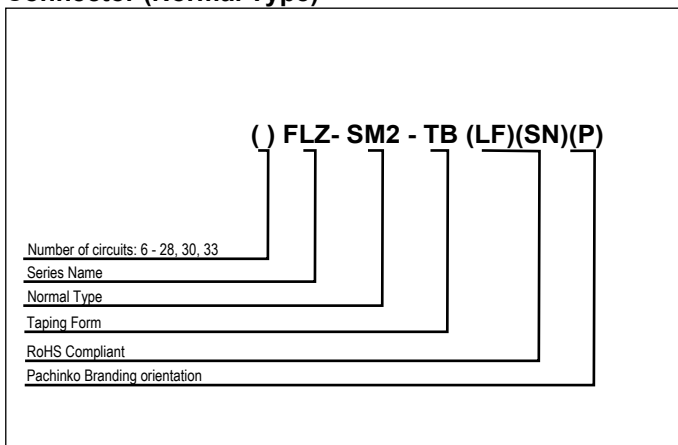 Connector (Normal Type)
( ) FLZ- SM2 - TB (LF)(SN)(P)
Number of circuits: 6 - 28, 30, 33
Series Name
Normal Type
Taping Form
RoHS Compliant
Pachinko Branding orientation